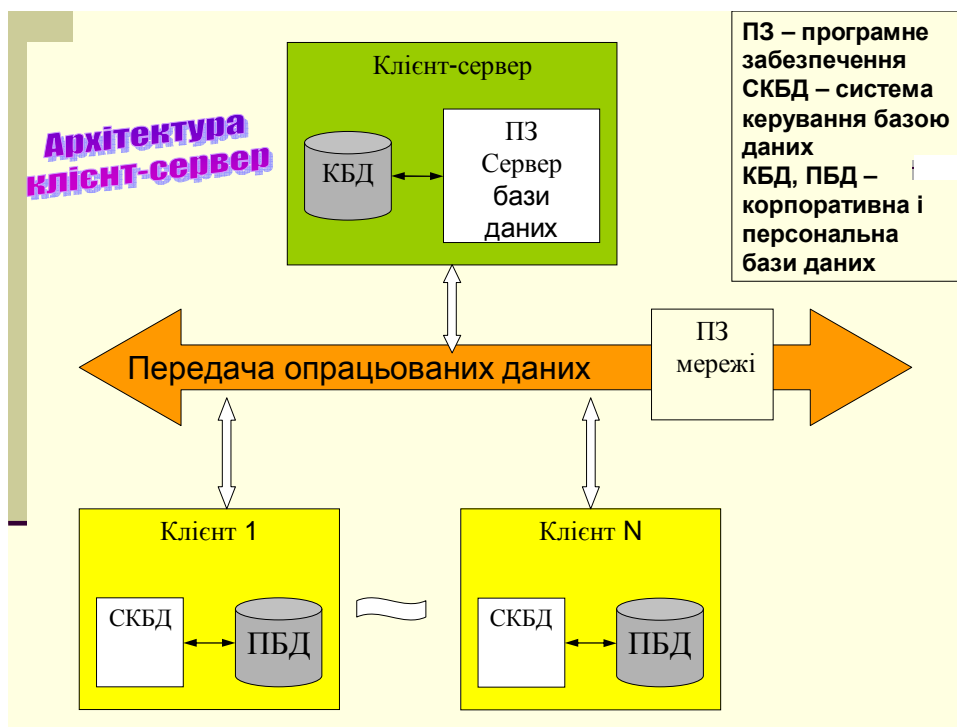 Архітектура
клієнт-сервер
Клієнт-сервер
КБД
ПЗ
Сервер
бази
даних
ПЗ – програмне
забезпечення
СКБД – система
керування базою
даних
КБД, ПБД –
корпоративна і
персональна
бази даних
Передача опрацьованих даних
ПЗ
мережі
Клієнт 1
СКБД
ПБД
Клієнт N
СКБД
ПБД